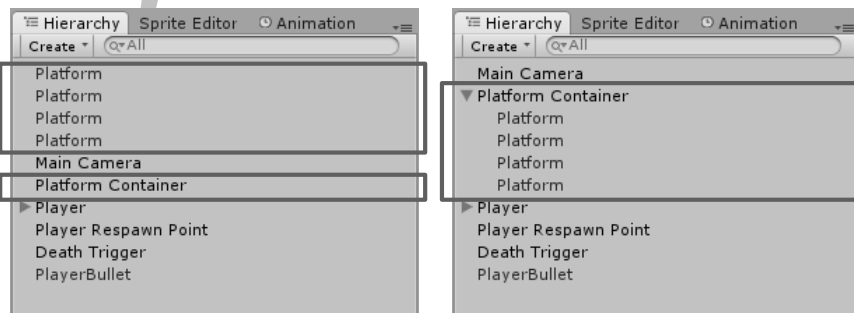 Hierarchy Sprite Editor Animation
Create All
Platform
Platform
Platform
Platform
Main Camera
Platform Container
Player
Player Respawn Point
Death Trigger
PlayerBullet
Hierarchy Sprite Editor Animation
Create All
Main Camera
Platform Container
Platform
Platform
Platform
Platform
Player
Player Respawn Point
Death Trigger
PlayerBullet